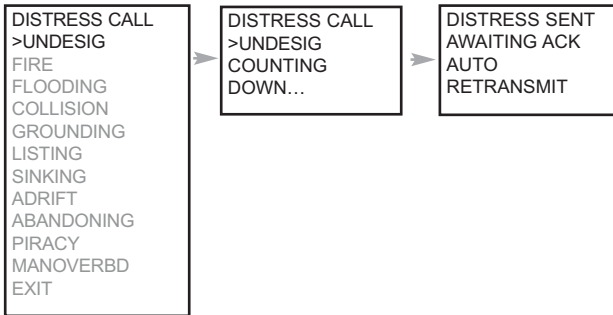 DISTRESS CALL
>UNDESIG
FIRE
FLOODING
COLLISION
GROUNDING
LISTING
SINKING
ADRIFT
ABANDONING
PIRACY
MANOVERBD
EXIT
DISTRESS CALL
>UNDESIG
COUNTING
DOWN…
DISTRESS SENT
AWAITING ACK
AUTO
RETRANSMIT